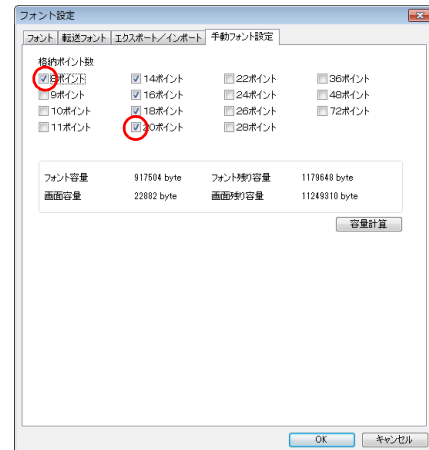 フォント設定
フォント 転送フォント エクスポート／インポート 手動フォント設定
格納ポイント数
8ポイント 14ポイント 22ポイント 36ポイント
9ポイント 16ポイント 24ポイント 48ポイント
10ポイント 18ポイント 26ポイント 72ポイント
11ポイント 20ポイント 28ポイント
フォント容量 917504 byte フォント残り容量 1179648 byte
画面容量 22882 byte 画面残り容量 11249310 byte
容量計算
OK キャンセル